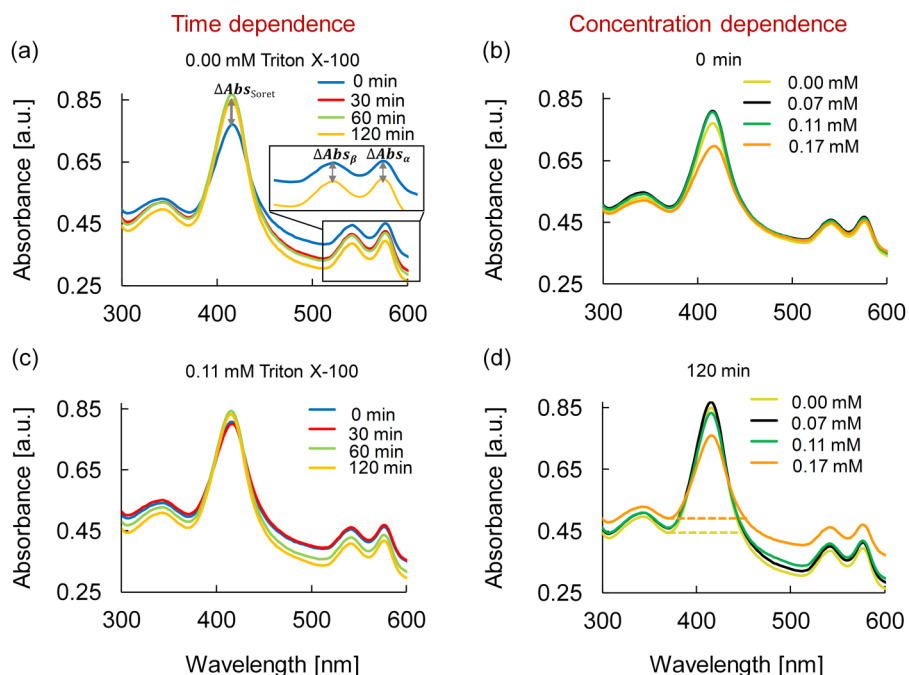 Time dependence
Concentration dependence
(a)
0.00 mM Triton X-100
ΔAbs_Soret
0 min
30 min
60 min
120 min
ΔAbs_β
ΔAbs_α
Absorbance [a.u.]
0.85
0.65
0.45
0.25
300
400
500
600
(b)
0 min
0.00 mM
0.07 mM
0.11 mM
0.17 mM
Absorbance [a.u.]
0.85
0.65
0.45
0.25
300
400
500
600
(c)
0.11 mM Triton X-100
0 min
30 min
60 min
120 min
Absorbance [a.u.]
0.85
0.65
0.45
0.25
300
400
500
600
Wavelength [nm]
(d)
120 min
0.00 mM
0.07 mM
0.11 mM
0.17 mM
Absorbance [a.u.]
0.85
0.65
0.45
0.25
300
400
500
600
Wavelength [nm]